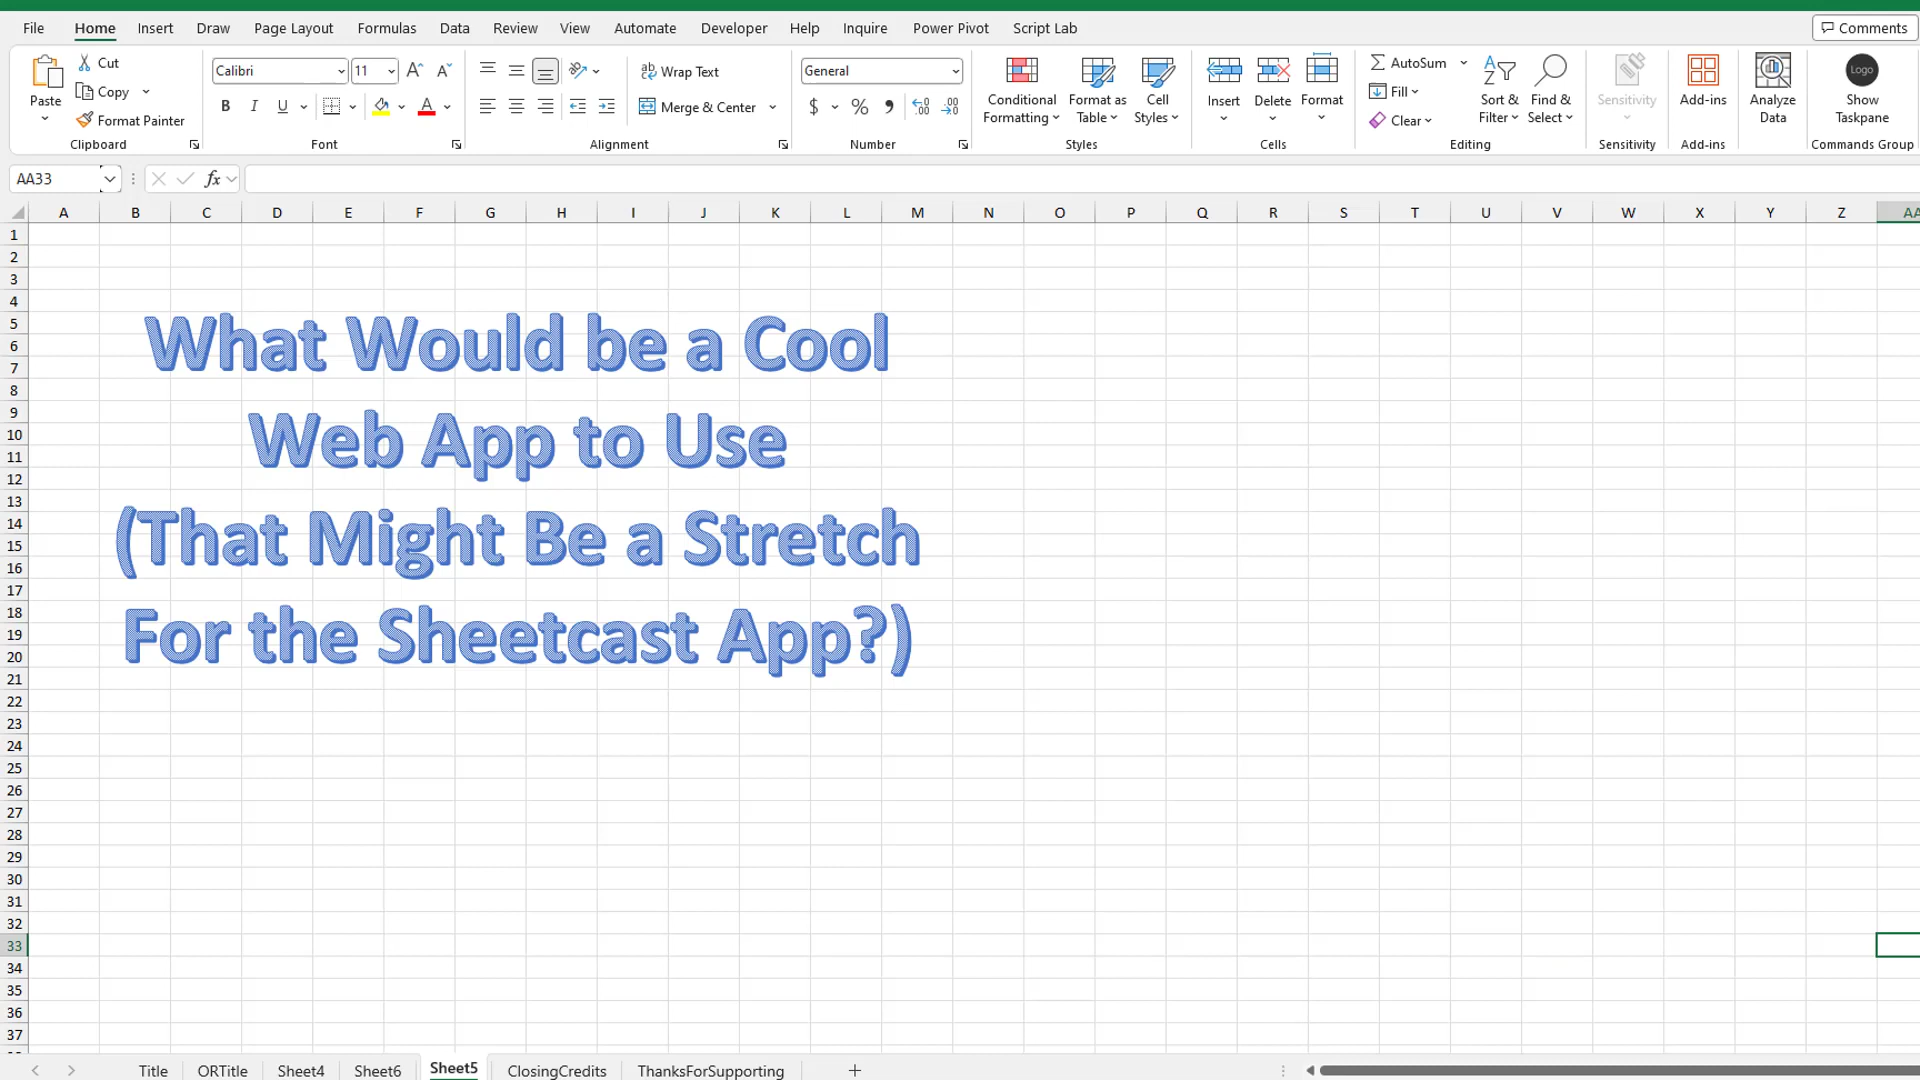 File Home Insert Draw Page Layout Formulas Data Review View Automate Developer Help Inquire Power Pivot Script Lab Comments
Paste
Cut
Copy
Format Painter
Clipboard
Calibri 11
B I U A
Font
Wrap Text
Merge & Center
Alignment
General
$ % ,
Number
Conditional Formatting
Format as Table
Cell Styles
Styles
Insert
Delete
Format
Cells
AutoSum
Fill
Clear
Sort & Filter
Find & Select
Editing
Sensitivity
Sensitivity
Add-ins
Add-ins
Analyze Data
Logo
Show Taskpane
Commands Group
AA33 fx
A B C D E F G H I J K L M N O P Q R S T U V W X Y Z AA
1
2
3
4
5
6
7
8
9
10
11
12
13
14
15
16
17
18
19
20
21
22
23
24
25
26
27
28
29
30
31
32
33
34
35
36
37
What Would be a Cool
Web App to Use
(That Might Be a Stretch
For the Sheetcast App?)
Title ORTitle Sheet4 Sheet6 Sheet5 ClosingCredits ThanksForSupporting +